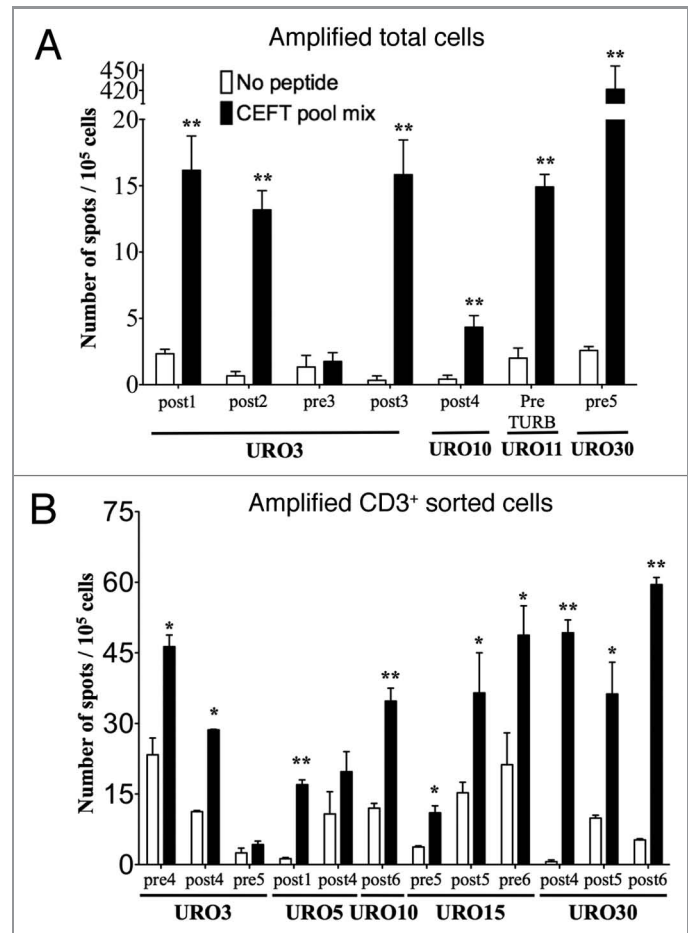 A
Amplified total cells
No peptide
CEFT pool mix
Number of spots / 10⁵ cells
450
420
20
15
10
5
0
** ** ** ** ** **
post1 post2 pre3 post3 post4 Pre TURB pre5
URO3 URO10 URO11 URO30
B
Amplified CD3⁺ sorted cells
Number of spots / 10⁵ cells
75
60
45
30
15
0
* * ** ** * * * ** * **
pre4 post4 pre5 post1 post4 post6 pre5 post5 pre6 post4 post5 post6
URO3 URO5 URO10 URO15 URO30